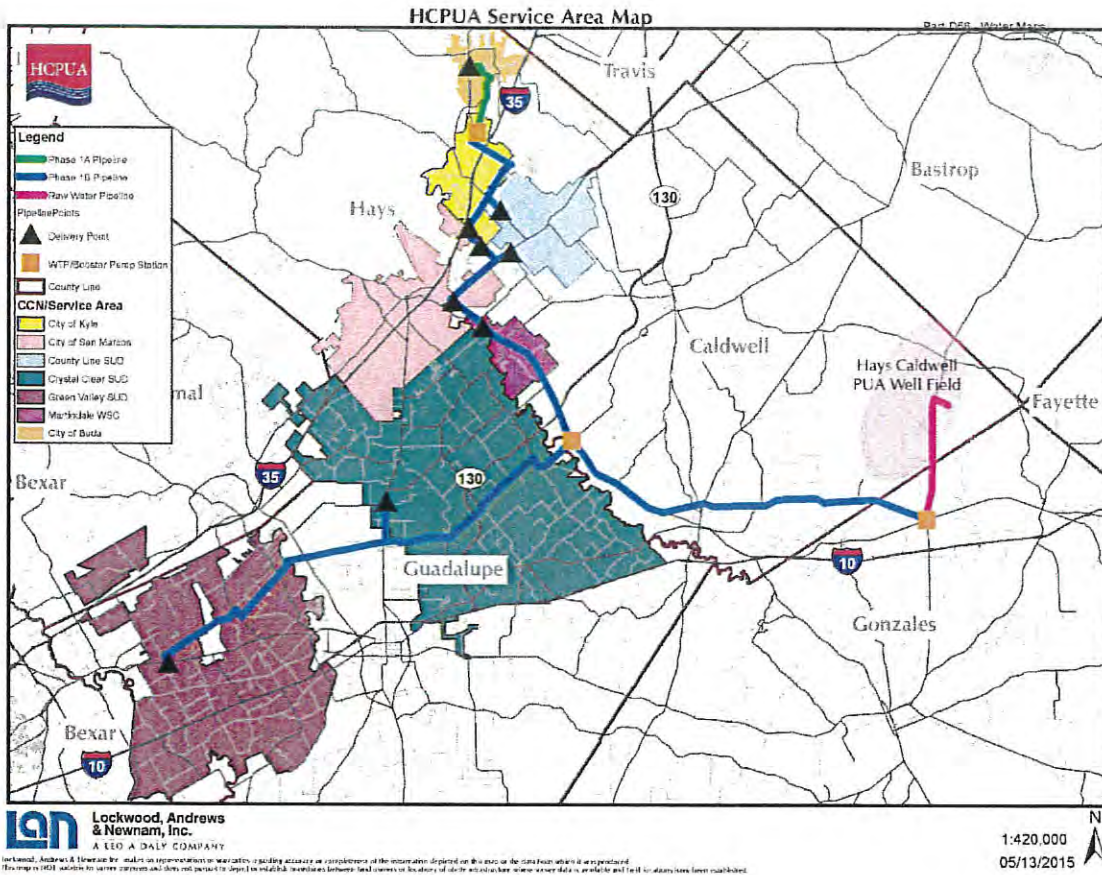 HCPUA Service Area Map
HCPUA
Travis
35
Legend
Phase 1A Pipeline
Phase 1B Pipeline
Raw Water Pipeline
PipelinePoints
Delivery Point
WTP/Booster Pump Station
County Line
CCN/Service Area
City of Kyle
City of San Marcos
County Line SUD
Crystal Clear SUD
Green Valley SUD
Martindale WSC
City of Buda
Hays
130
Bastrop
Caldwell
Hays Caldwell
PUA Well Field
Fayette
mal
Bexar
35
130
Guadalupe
10
Gonzales
Bexar
10
lan
Lockwood, Andrews
& Newnam, Inc.
A LEO A DALY COMPANY
N
1:420,000
05/13/2015